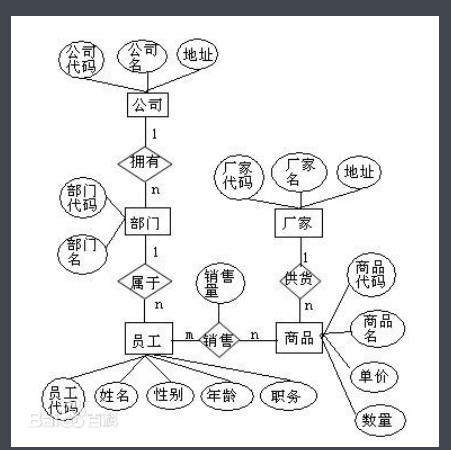 公司
代码
公司
名
地址
公司
1
拥有
n
部门
代码
部门
名
部门
1
属于
n
厂家
代码
厂家
名
地址
厂家
1
供货
n
销售
量
员工
m
销售
n
商品
商品
代码
商品
名
单价
数量
员工
代码
姓名
性别
年龄
职务
Baidu百科